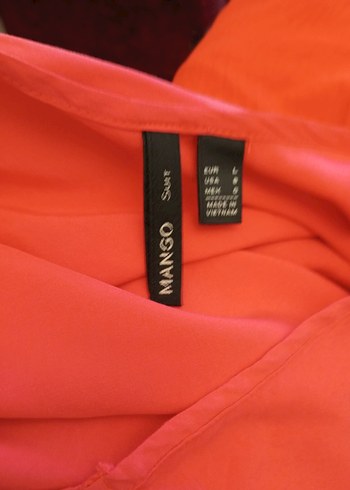 MANGO SUIT
EUR
USA
MEX
MADE IN
VIETNAM